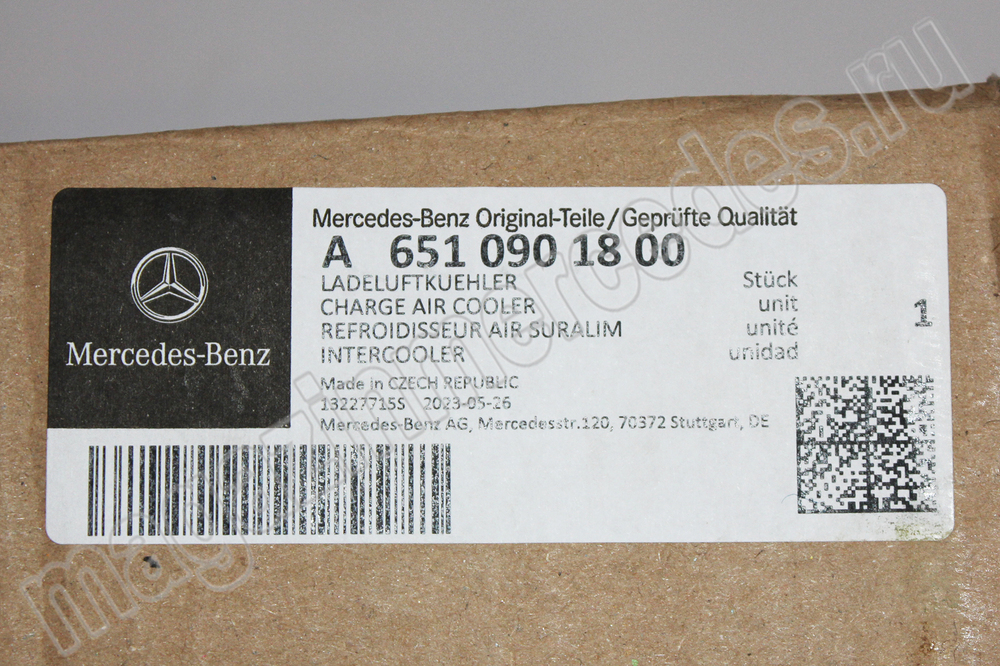 Mercedes-Benz Original-Teile/Geprüfte Qualität
A 651 090 18 00
LADELUFTKUEHLER Stück
CHARGE AIR COOLER unit
REFROIDISSEUR AIR SURALIM unité
INTERCOOLER unidad
1
Made in CZECH REPUBLIC
13227715S 2023-05-26
Mercedes-Benz AG, Mercedesstr.120, 70372 Stuttgart, DE
Mercedes-Benz
magazinmercedes.ru